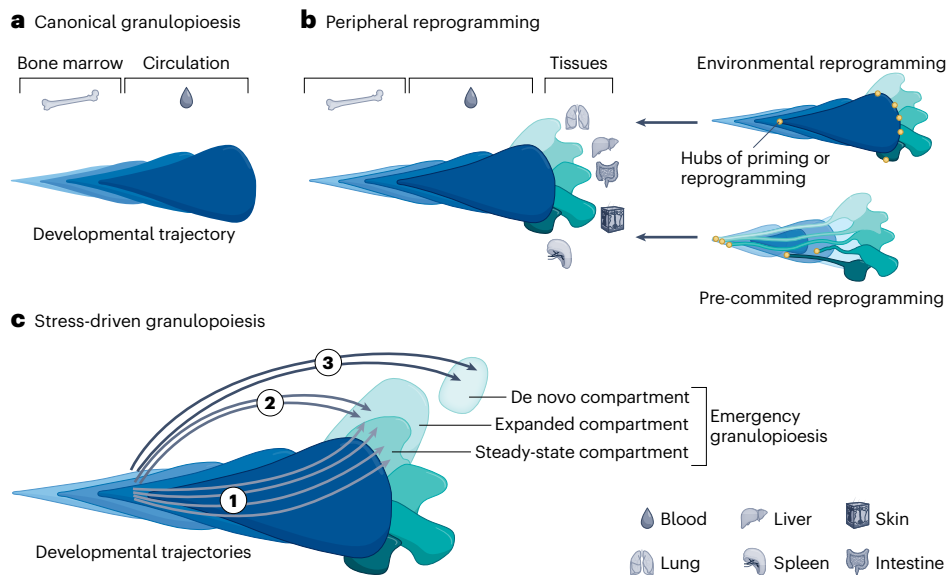 a Canonical granulopoiesis
Bone marrow
Circulation
Developmental trajectory
b Peripheral reprogramming
Tissues
Environmental reprogramming
Hubs of priming or
reprogramming
Pre-commited reprogramming
c Stress-driven granulopoiesis
3
2
1
De novo compartment
Expanded compartment
Steady-state compartment
Emergency
granulopoiesis
Developmental trajectories
Blood
Liver
Skin
Lung
Spleen
Intestine